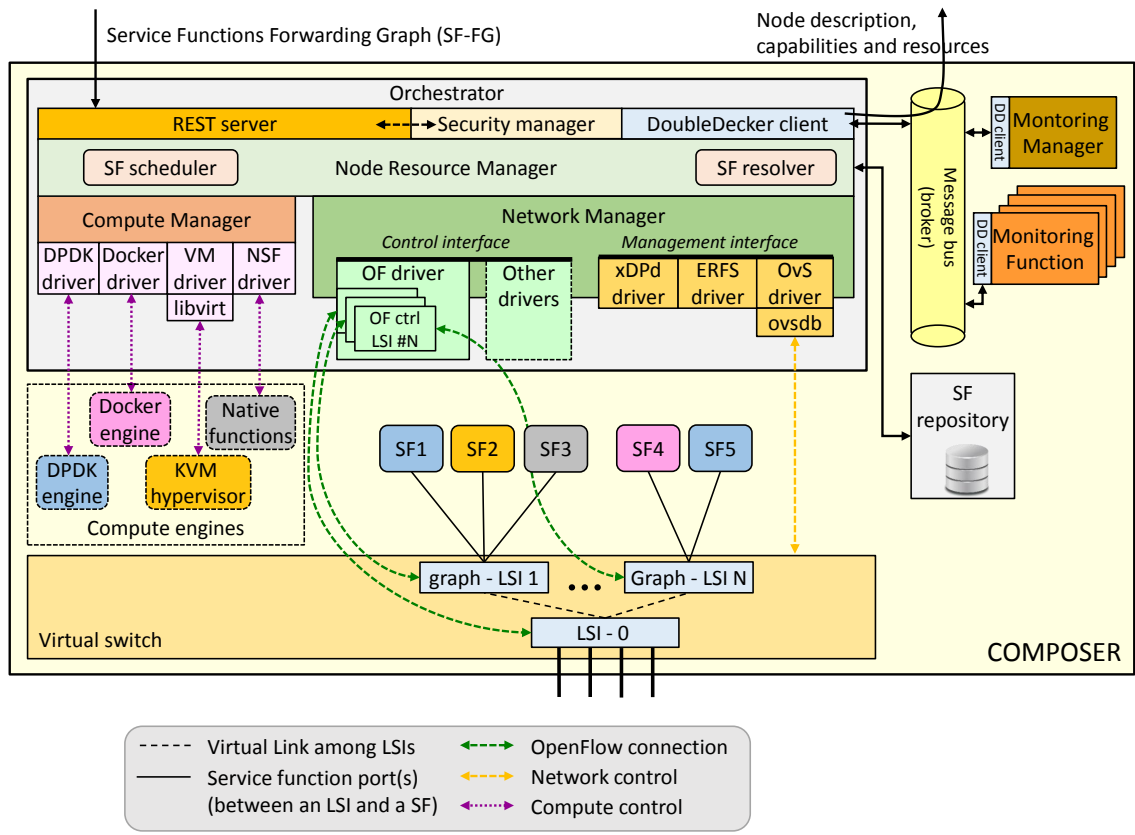 Service Functions Forwarding Graph (SF-FG)
Node description,
capabilities and resources
Orchestrator
REST server
Security manager
DoubleDecker client
SF scheduler
Node Resource Manager
SF resolver
Compute Manager
Network Manager
Control interface
Management interface
DPDK
driver
Docker
driver
VM
driver
NSF
driver
libvirt
OF driver
OF ctrl
LSI #N
Other
drivers
xDPd
driver
ERFS
driver
OvS
driver
ovsdb
Message bus
(broker)
DD client
Montoring
Manager
DD client
Monitoring
Function
SF
repository
Docker
engine
Native
functions
DPDK
engine
KVM
hypervisor
Compute engines
SF1
SF2
SF3
SF4
SF5
graph - LSI 1
...
Graph - LSI N
LSI - 0
Virtual switch
COMPOSER
Virtual Link among LSIs
Service function port(s)
(between an LSI and a SF)
OpenFlow connection
Network control
Compute control